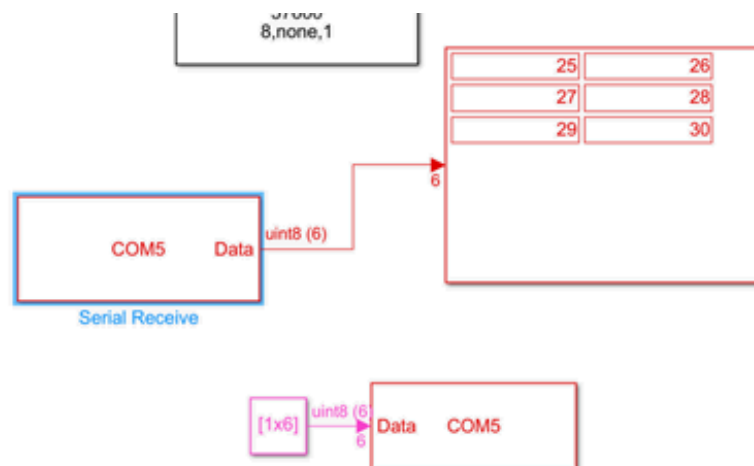 8,none,1
25 26
27 28
29 30
6
COM5 Data
uint8 (6)
Serial Receive
[1x6]
uint8 (6)
6
Data COM5